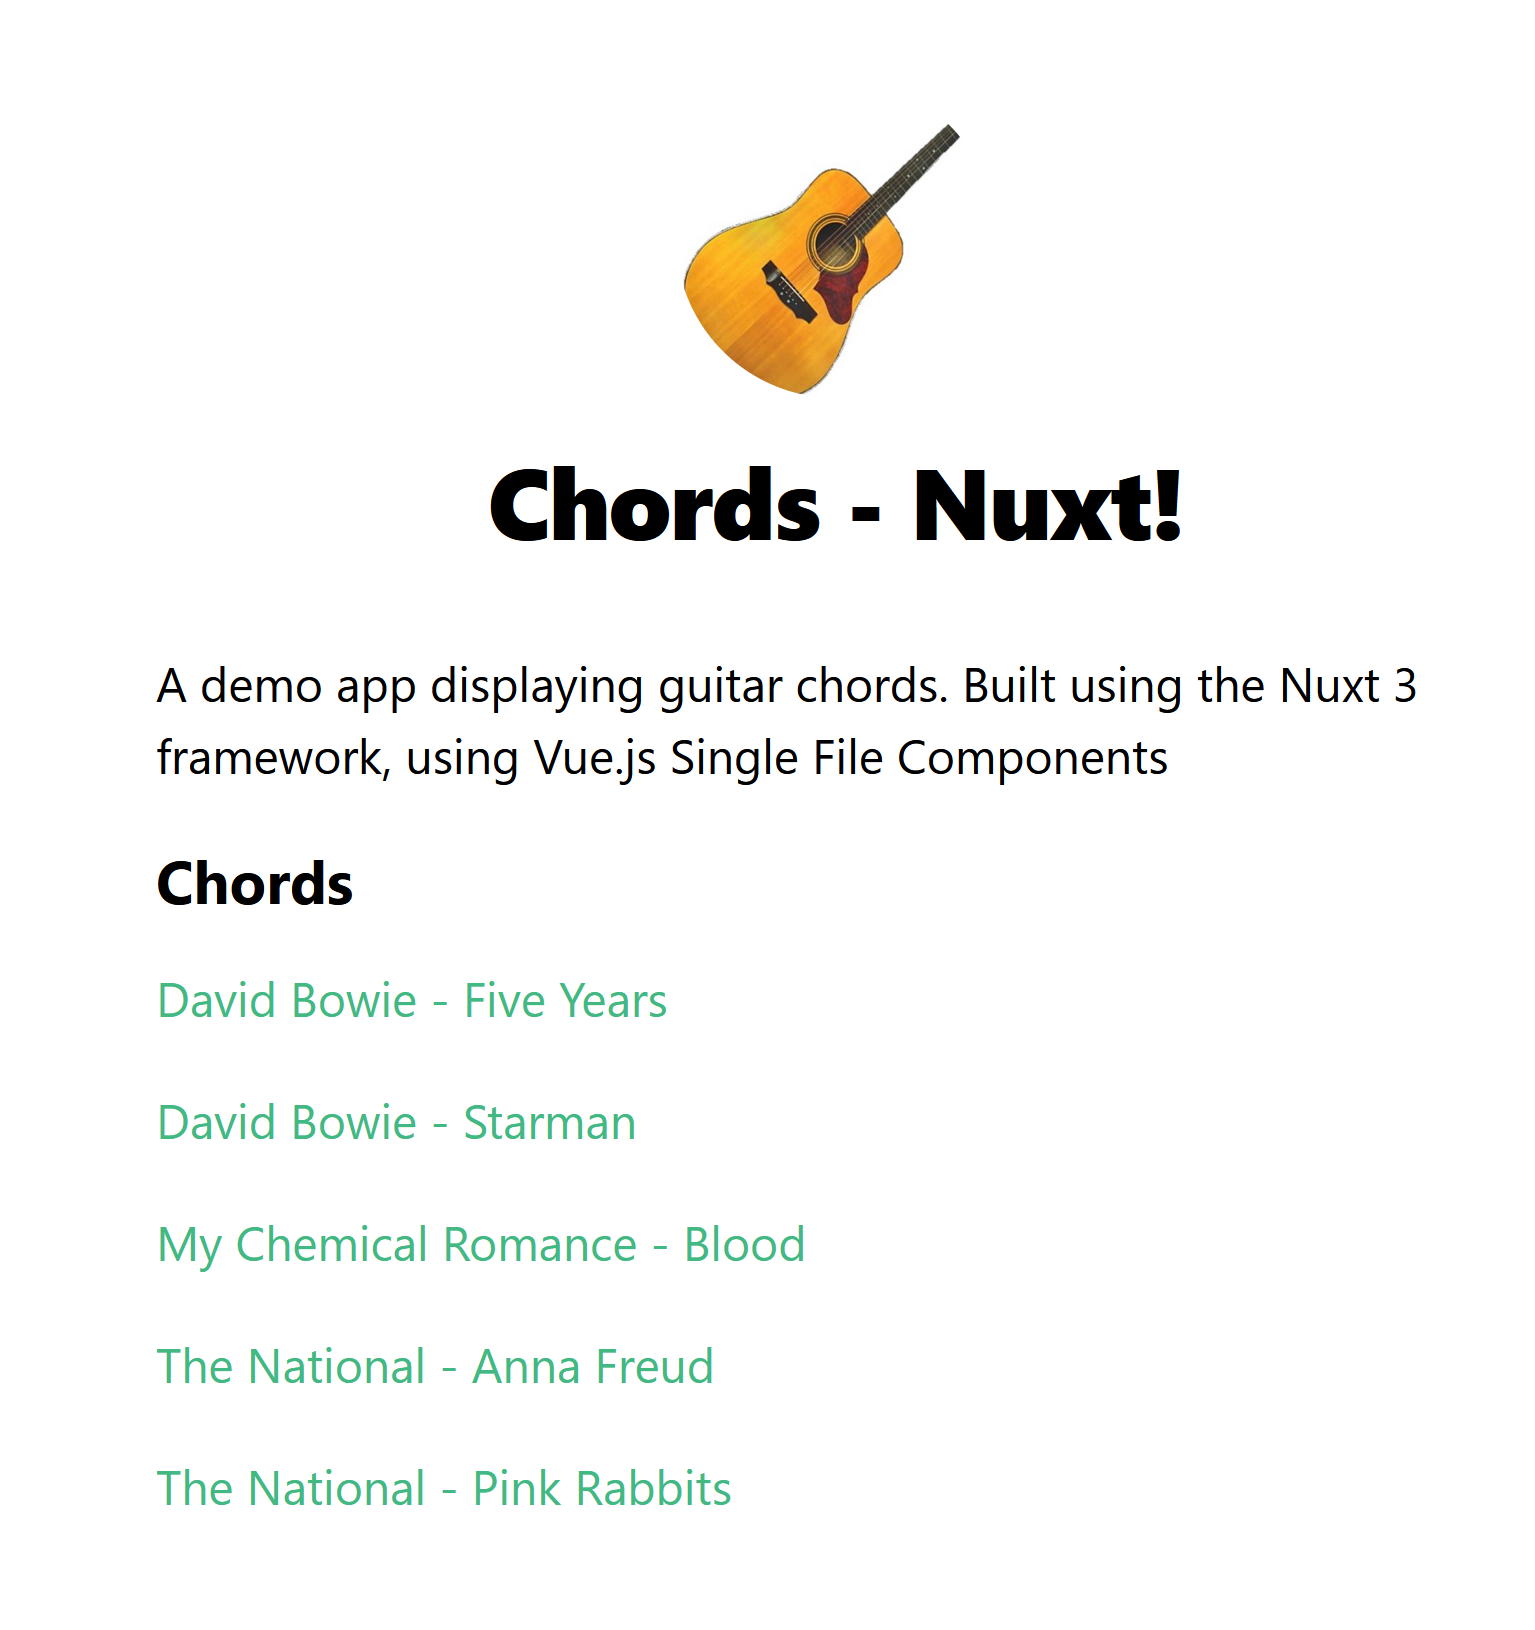 Chords - Nuxt!
A demo app displaying guitar chords. Built using the Nuxt 3
framework, using Vue.js Single File Components
Chords
David Bowie - Five Years
David Bowie - Starman
My Chemical Romance - Blood
The National - Anna Freud
The National - Pink Rabbits